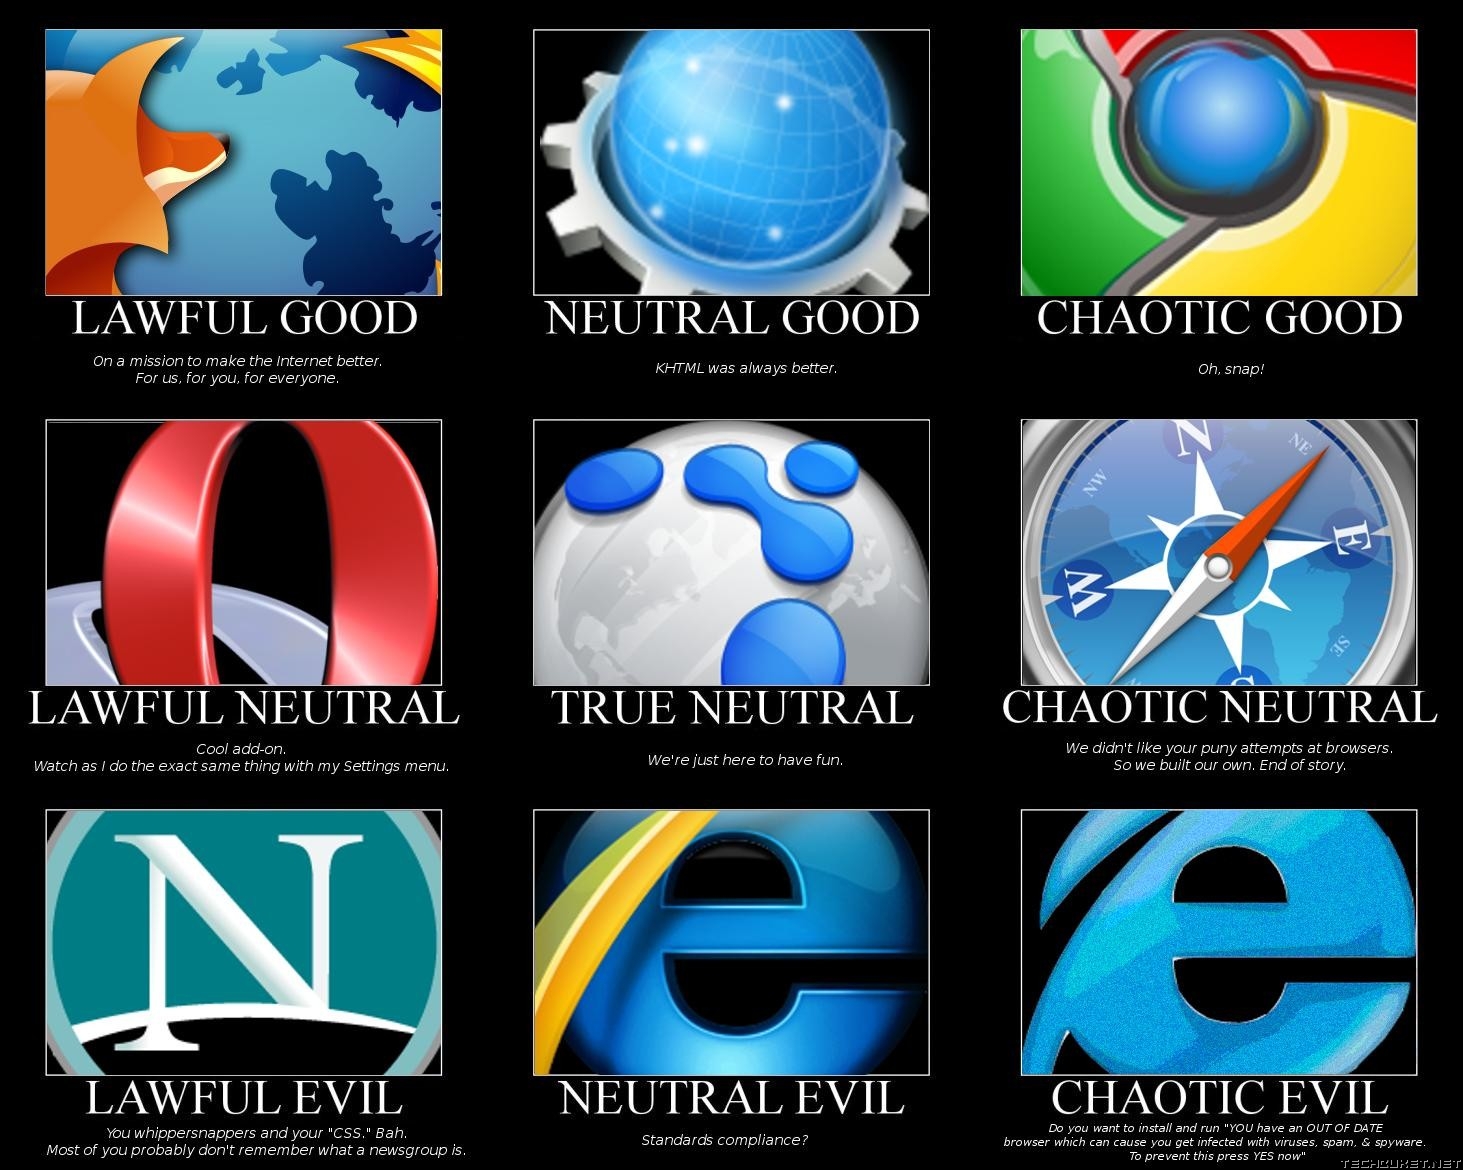 LAWFUL GOOD
On a mission to make the Internet better.
For us, for you, for everyone.
NEUTRAL GOOD
KHTML was always better.
CHAOTIC GOOD
Oh, snap!
LAWFUL NEUTRAL
Cool add-on.
Watch as I do the exact same thing with my Settings menu.
TRUE NEUTRAL
We're just here to have fun.
N
NE
NW
E
W
SE
S
CHAOTIC NEUTRAL
We didn't like your puny attempts at browsers.
So we built our own. End of story.
N
LAWFUL EVIL
You whippersnappers and your "CSS." Bah.
Most of you probably don't remember what a newsgroup is.
NEUTRAL EVIL
Standards compliance?
CHAOTIC EVIL
Do you want to install and run "YOU have an OUT OF DATE
browser which can cause you get infected with viruses, spam, & spyware.
To prevent this press YES now"
TECHCUKET.NET